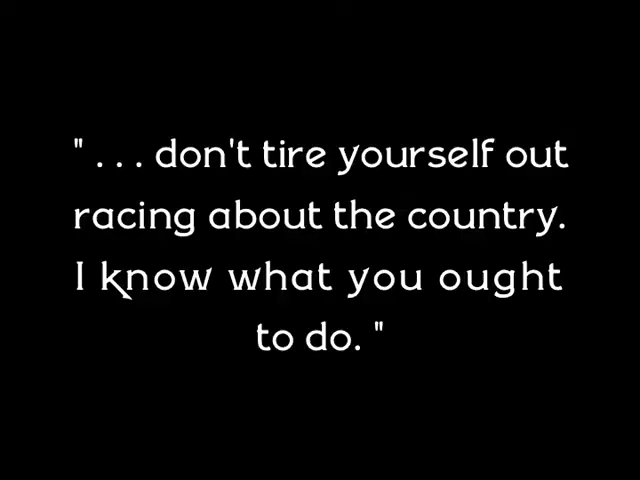 " . . . don't tire yourself out
racing about the country.
I know what you ought
to do. "